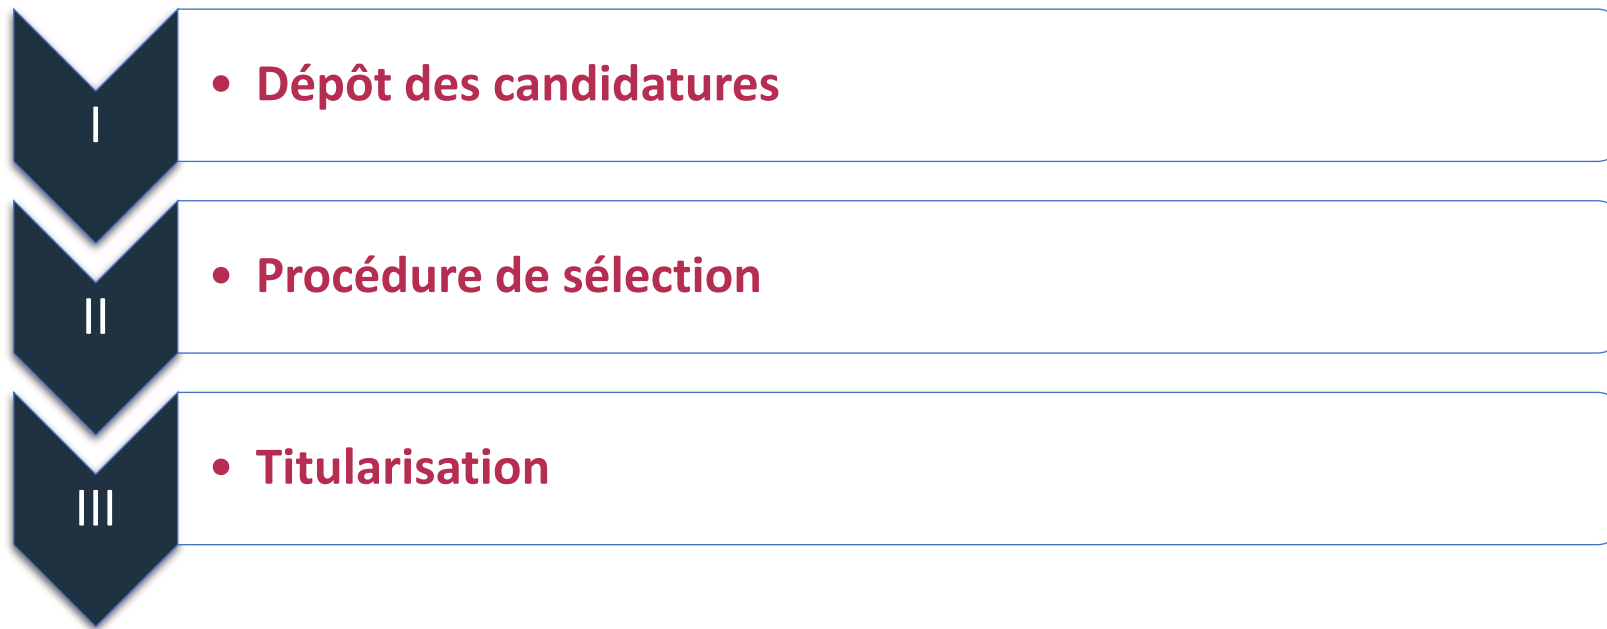 I
• Dépôt des candidatures
II
• Procédure de sélection
III
• Titularisation